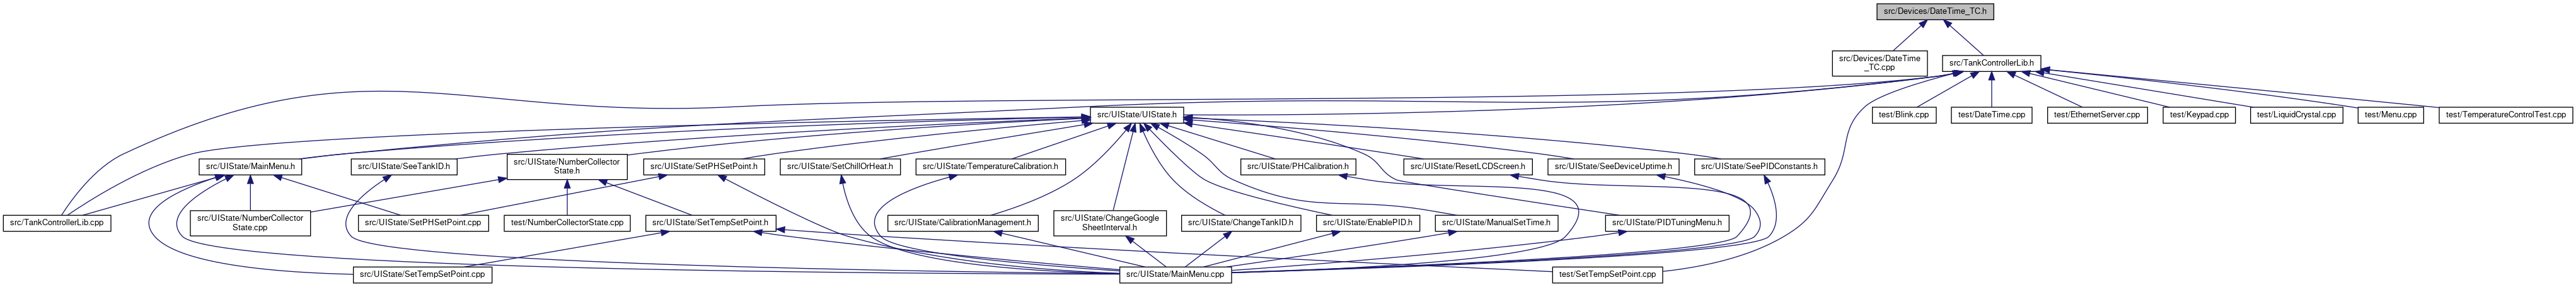 src/Devices/DateTime_TC.h
src/Devices/DateTime
_TC.cpp
src/TankControllerLib.h
src/UIState/UIState.h
test/Blink.cpp
test/DateTime.cpp
test/EthernetServer.cpp
test/Keypad.cpp
test/LiquidCrystal.cpp
test/Menu.cpp
test/TemperatureControlTest.cpp
src/UIState/MainMenu.h
src/UIState/SeeTankID.h
src/UIState/NumberCollector
State.h
src/UIState/SetPHSetPoint.h
src/UIState/SetChillOrHeat.h
src/UIState/TemperatureCalibration.h
src/UIState/PHCalibration.h
src/UIState/ResetLCDScreen.h
src/UIState/SeeDeviceUptime.h
src/UIState/SeePIDConstants.h
src/TankControllerLib.cpp
src/UIState/NumberCollector
State.cpp
src/UIState/SetPHSetPoint.cpp
test/NumberCollectorState.cpp
src/UIState/SetTempSetPoint.h
src/UIState/CalibrationManagement.h
src/UIState/ChangeGoogle
SheetInterval.h
src/UIState/ChangeTankID.h
src/UIState/EnablePID.h
src/UIState/ManualSetTime.h
src/UIState/PIDTuningMenu.h
src/UIState/SetTempSetPoint.cpp
src/UIState/MainMenu.cpp
test/SetTempSetPoint.cpp